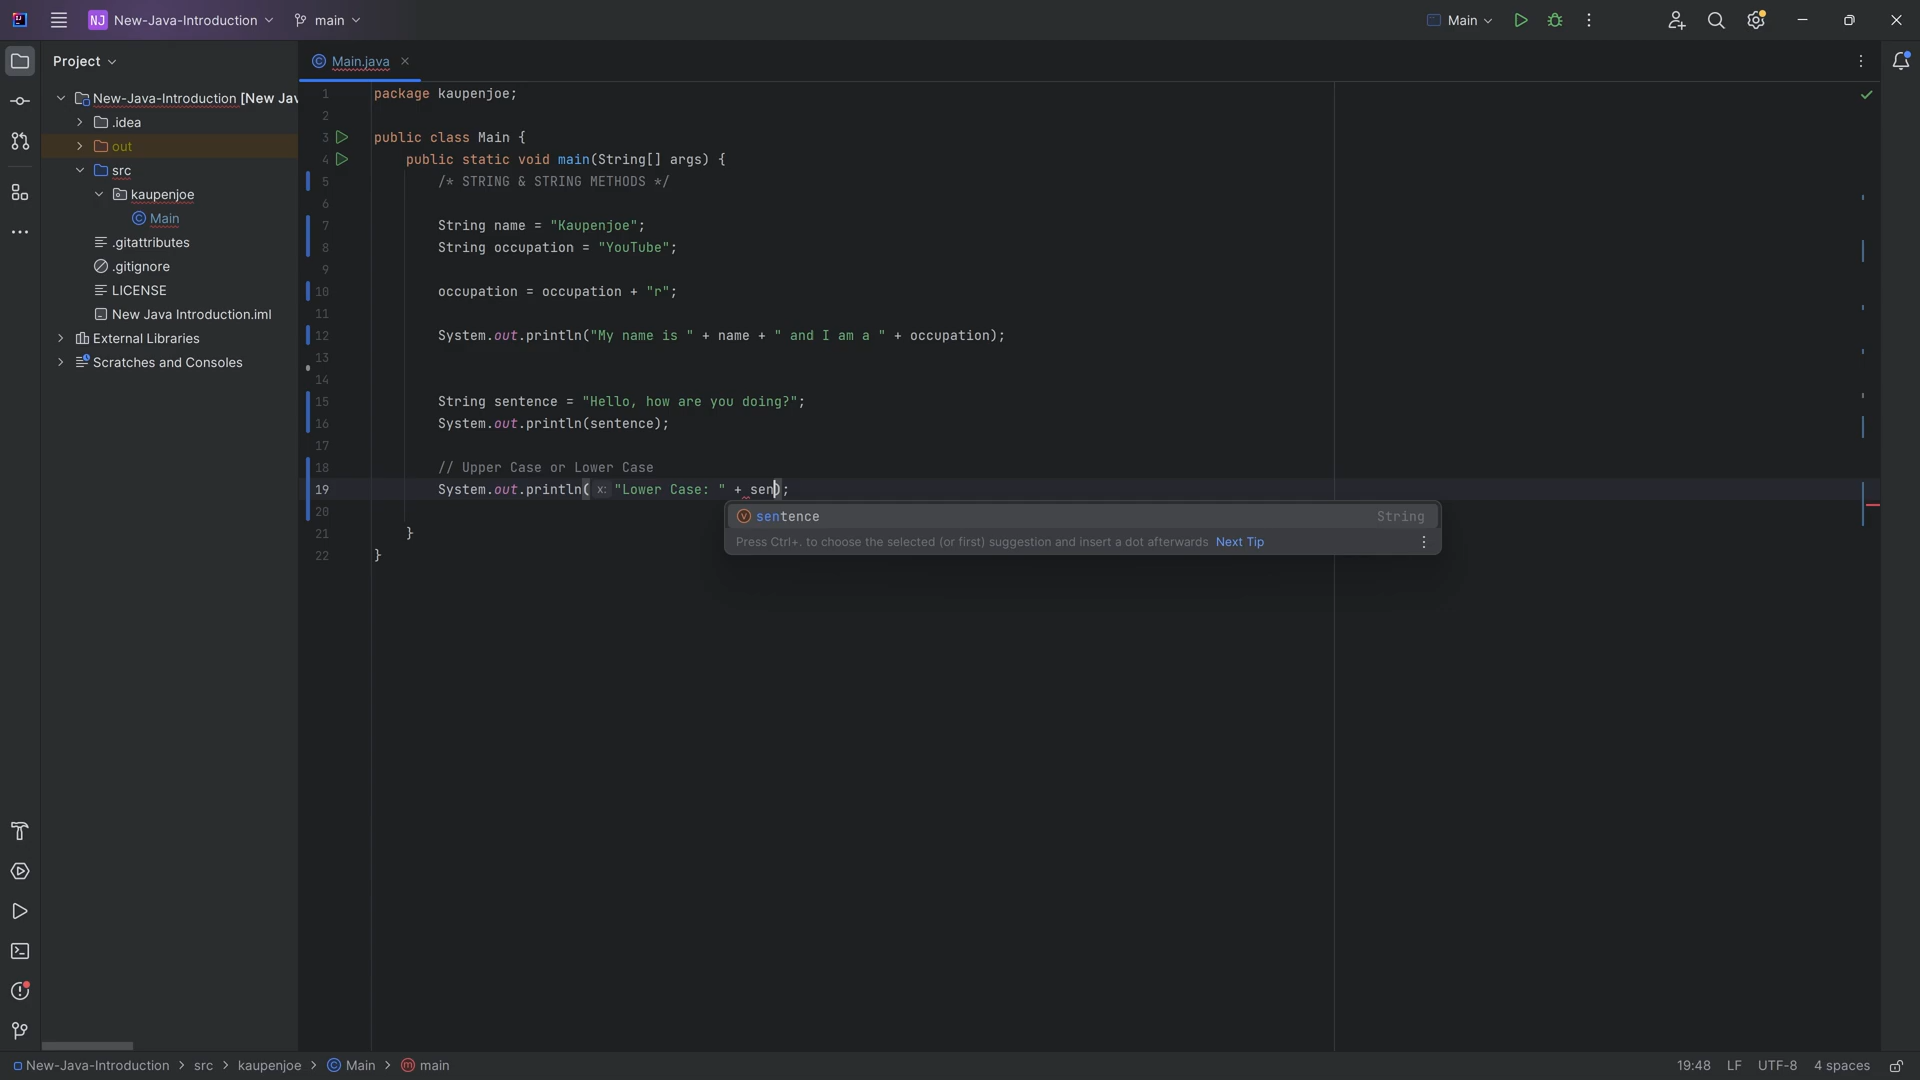 NJ New-Java-Introduction main Main
Project
Main.java
New-Java-Introduction [New Jav
.idea
out
src
kaupenjoe
Main
.gitattributes
.gitignore
LICENSE
New Java Introduction.iml
External Libraries
Scratches and Consoles
1 package kaupenjoe;
2
3 public class Main {
4 public static void main(String[] args) {
5 /* STRING & STRING METHODS */
6
7 String name = "Kaupenjoe";
8 String occupation = "YouTube";
9
10 occupation = occupation + "r";
11
12 System.out.println("My name is " + name + " and I am a " + occupation);
13
14
15 String sentence = "Hello, how are you doing?";
16 System.out.println(sentence);
17
18 // Upper Case or Lower Case
19 System.out.println( x: "Lower Case: " + sen);
20
21 }
22 }
sentence String
Press Ctrl+. to choose the selected (or first) suggestion and insert a dot afterwards Next Tip
New-Java-Introduction > src > kaupenjoe > Main > main
19:48 LF UTF-8 4 spaces